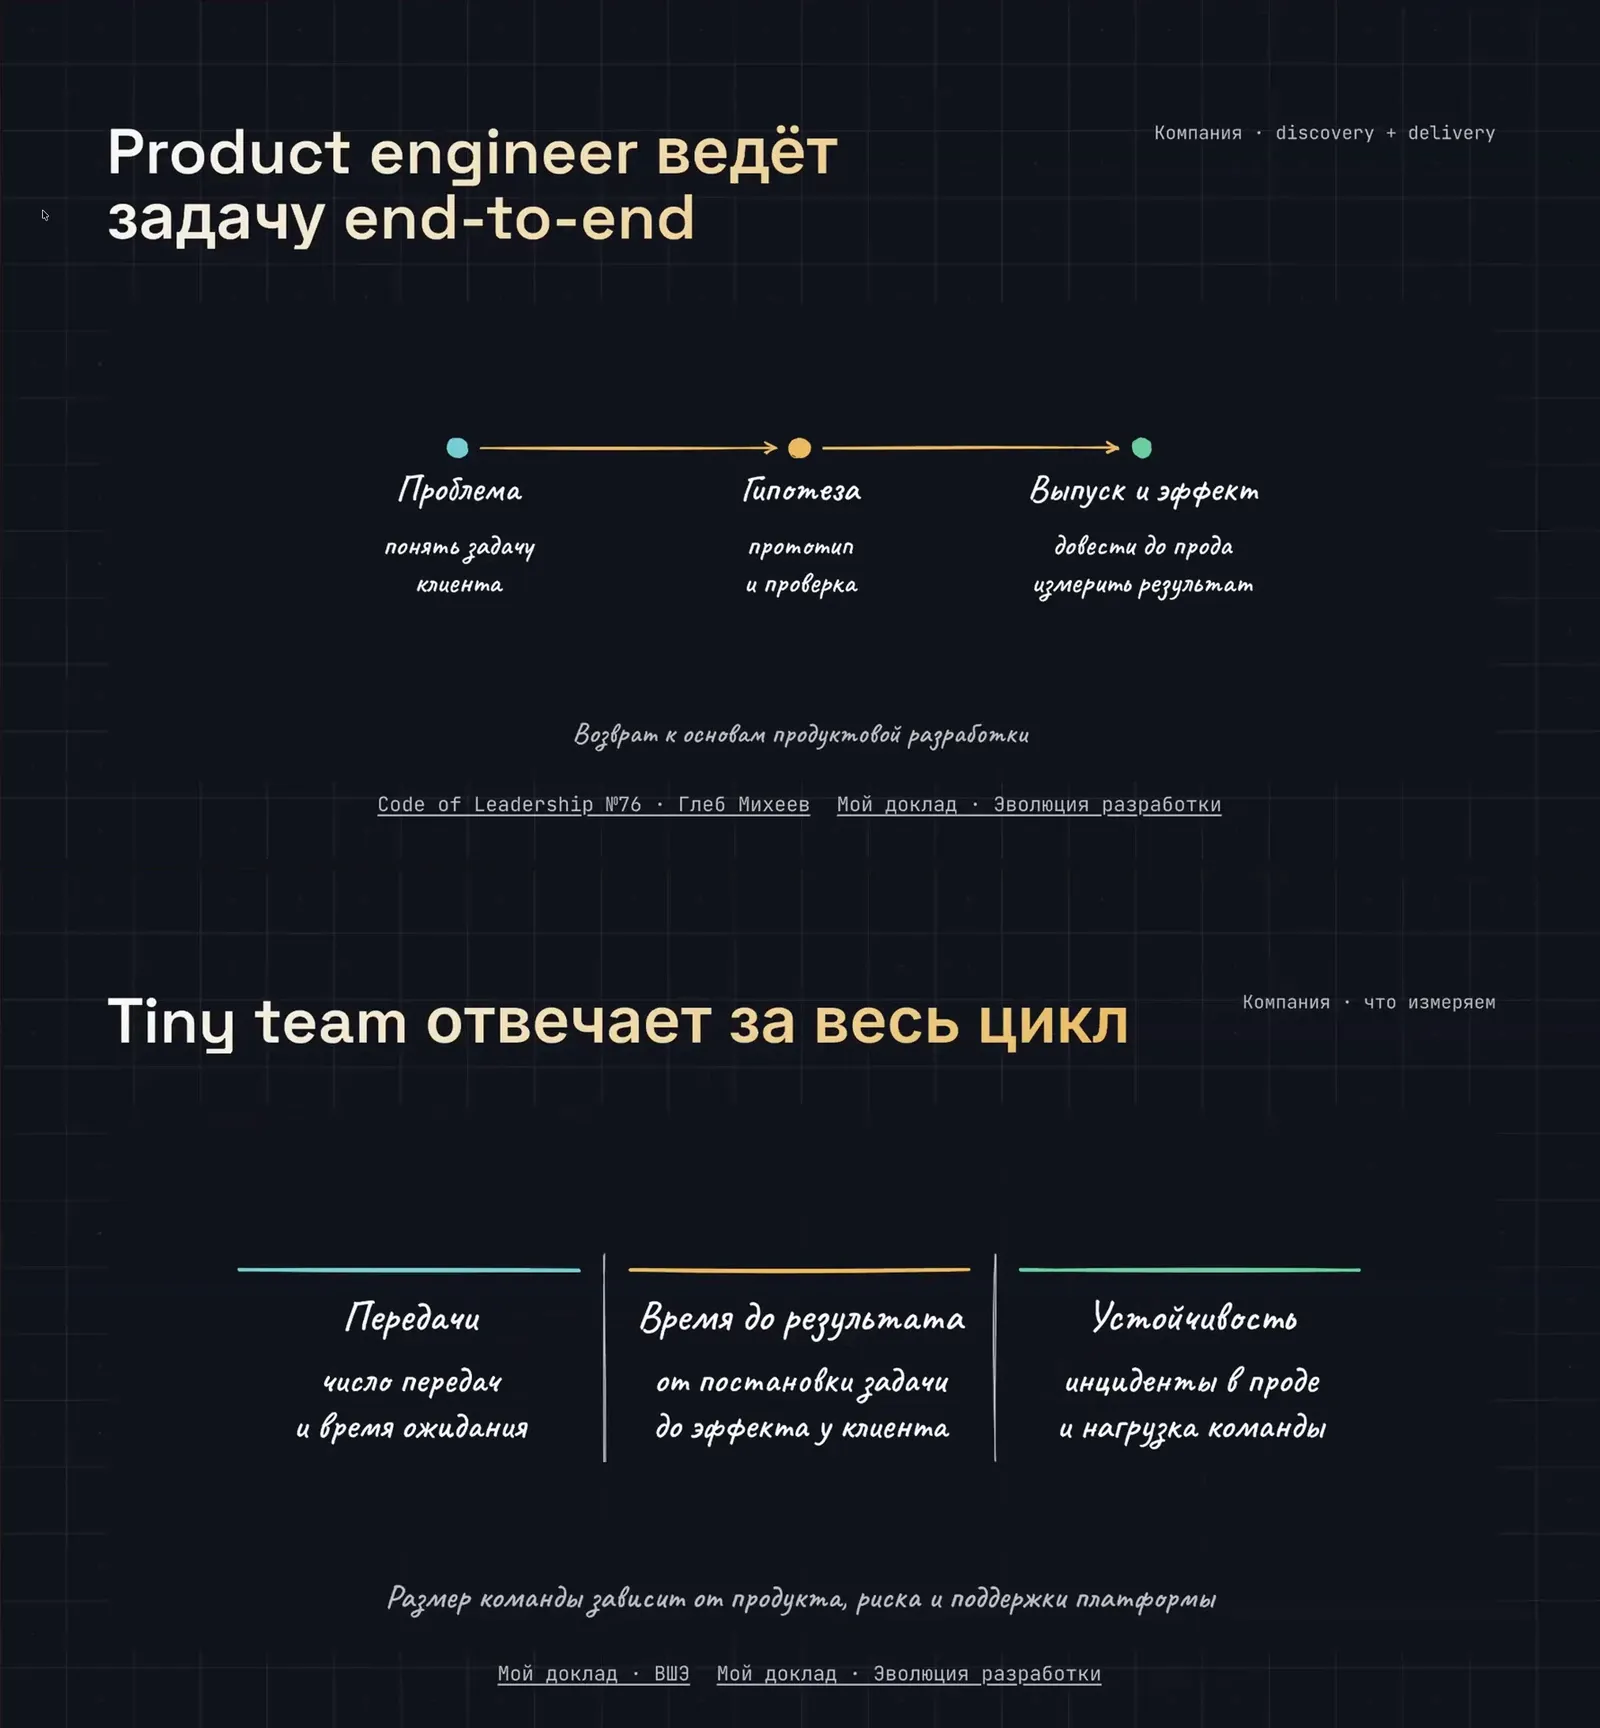 Product engineer ведёт
задачу end-to-end
Компания · discovery + delivery
Проблема
понять задачу
клиента
Гипотеза
прототип
и проверка
Выпуск и эффект
довести до прода
измерить результат
Возврат к основам продуктовой разработки
Code of Leadership №76 · Глеб Михеев
Мой доклад · Эволюция разработки
Tiny team отвечает за весь цикл
Компания · что измеряем
Передачи
число передач
и время ожидания
Время до результата
от постановки задачи
до эффекта у клиента
Устойчивость
инциденты в проде
и нагрузка команды
Размер команды зависит от продукта, риска и поддержки платформы
Мой доклад · ВШЭ
Мой доклад · Эволюция разработки